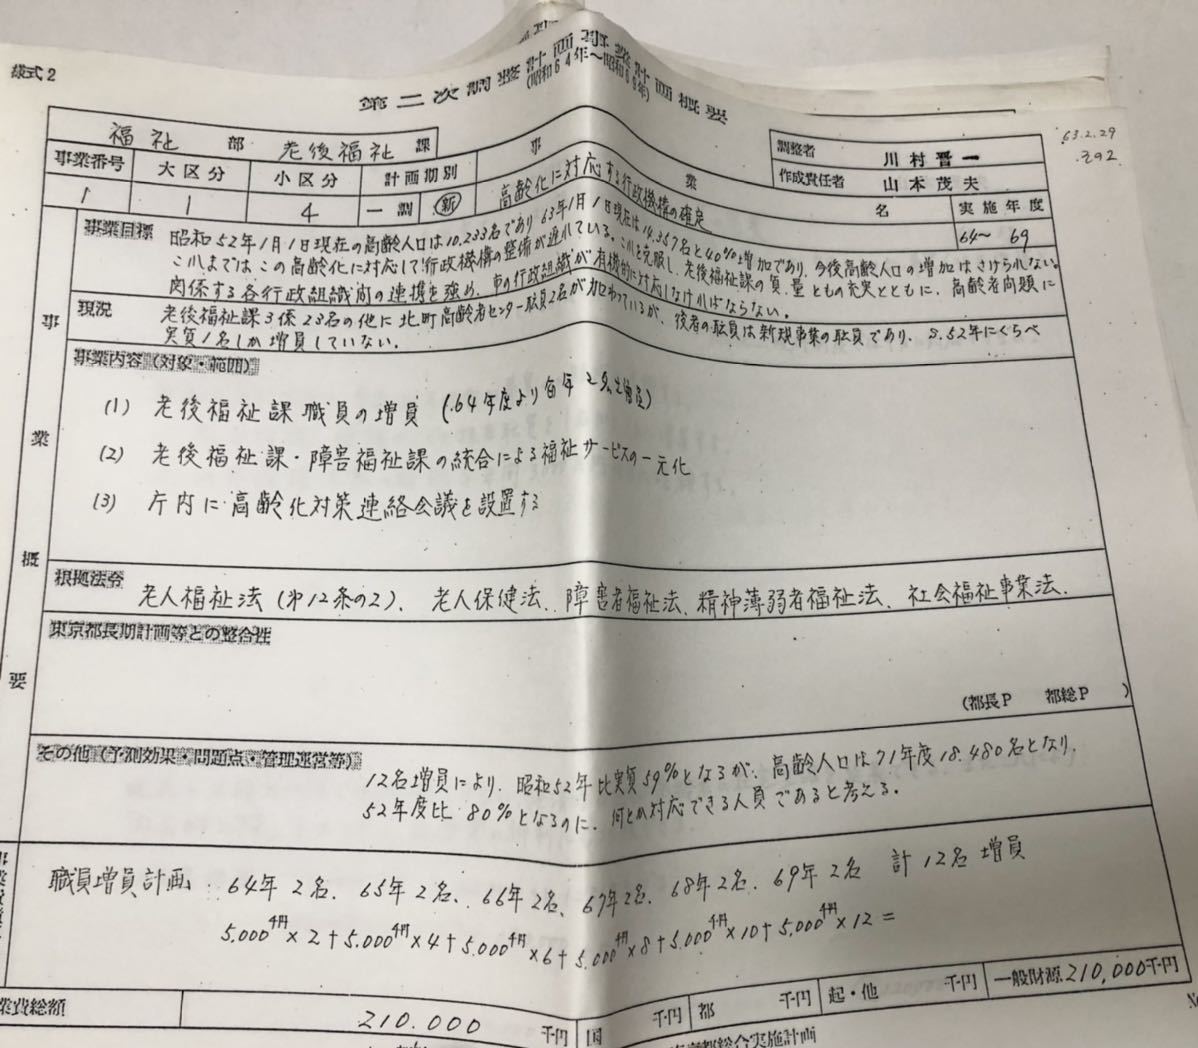 様式2
第二次調整計画事業計画概要
(昭和64年～昭和69年)
63.2.29
福祉 部 老後福祉 課
事業名
調整者 川村晋一
作成責任者 山本茂夫
事業番号 大区分 小区分 計画期別
実施年度
1 1 4 一調 新
高齢化に対応する行政機構の確定
64～69
事業概要
事業目標
昭和52年1月1日現在の高齢人口は10.233名であり63年1月1日現在は14.357名と40%増加であり、今後高齢人口の増加はさけられない。
これまではこの高齢化に対応して行政機構の整備が遅れている。これを克服し、老後福祉課の質、量ともの充実とともに、高齢者問題に
関係する各行政組織間の連携を強め、市の行政組織が有機的に対応しなければならない。
現況
老後福祉課3係23名の他に北町高齢者センター職員2名が加わっているが、後者の職員は新規事業の職員であり、S.52年にくらべ
実質1名しか増員していない。
事業内容(対象・範囲)
(1) 老後福祉課職員の増員 (64年度より毎年2名増員)
(2) 老後福祉課・障害福祉課の統合による福祉サービスの一元化
(3) 庁内に高齢化対策連絡会議を設置する
根拠法令
老人福祉法(第12条の2)、老人保健法、障害者福祉法、精神薄弱者福祉法、社会福祉事業法、
東京都長期計画等との整合性
(都長P 都総P )
その他(予測効果・問題点・管理運営等)
12名増員により、昭和52年比実質59%となるが、高齢人口は71年度18.480名となり、
52年度比80%となるのに、何とか対応できる人員であると考える。
職員増員計画 64年2名、65年2名、66年2名、67年2名、68年2名、69年2名 計12名増員
5,000千円×2+5,000千円×4+5,000千円×6+5,000千円×8+5,000千円×10+5,000千円×12=
業費総額 210.000 千円 国 千円 都 千円 起・他 千円 一般財源 210,000千円
都総合実施計画